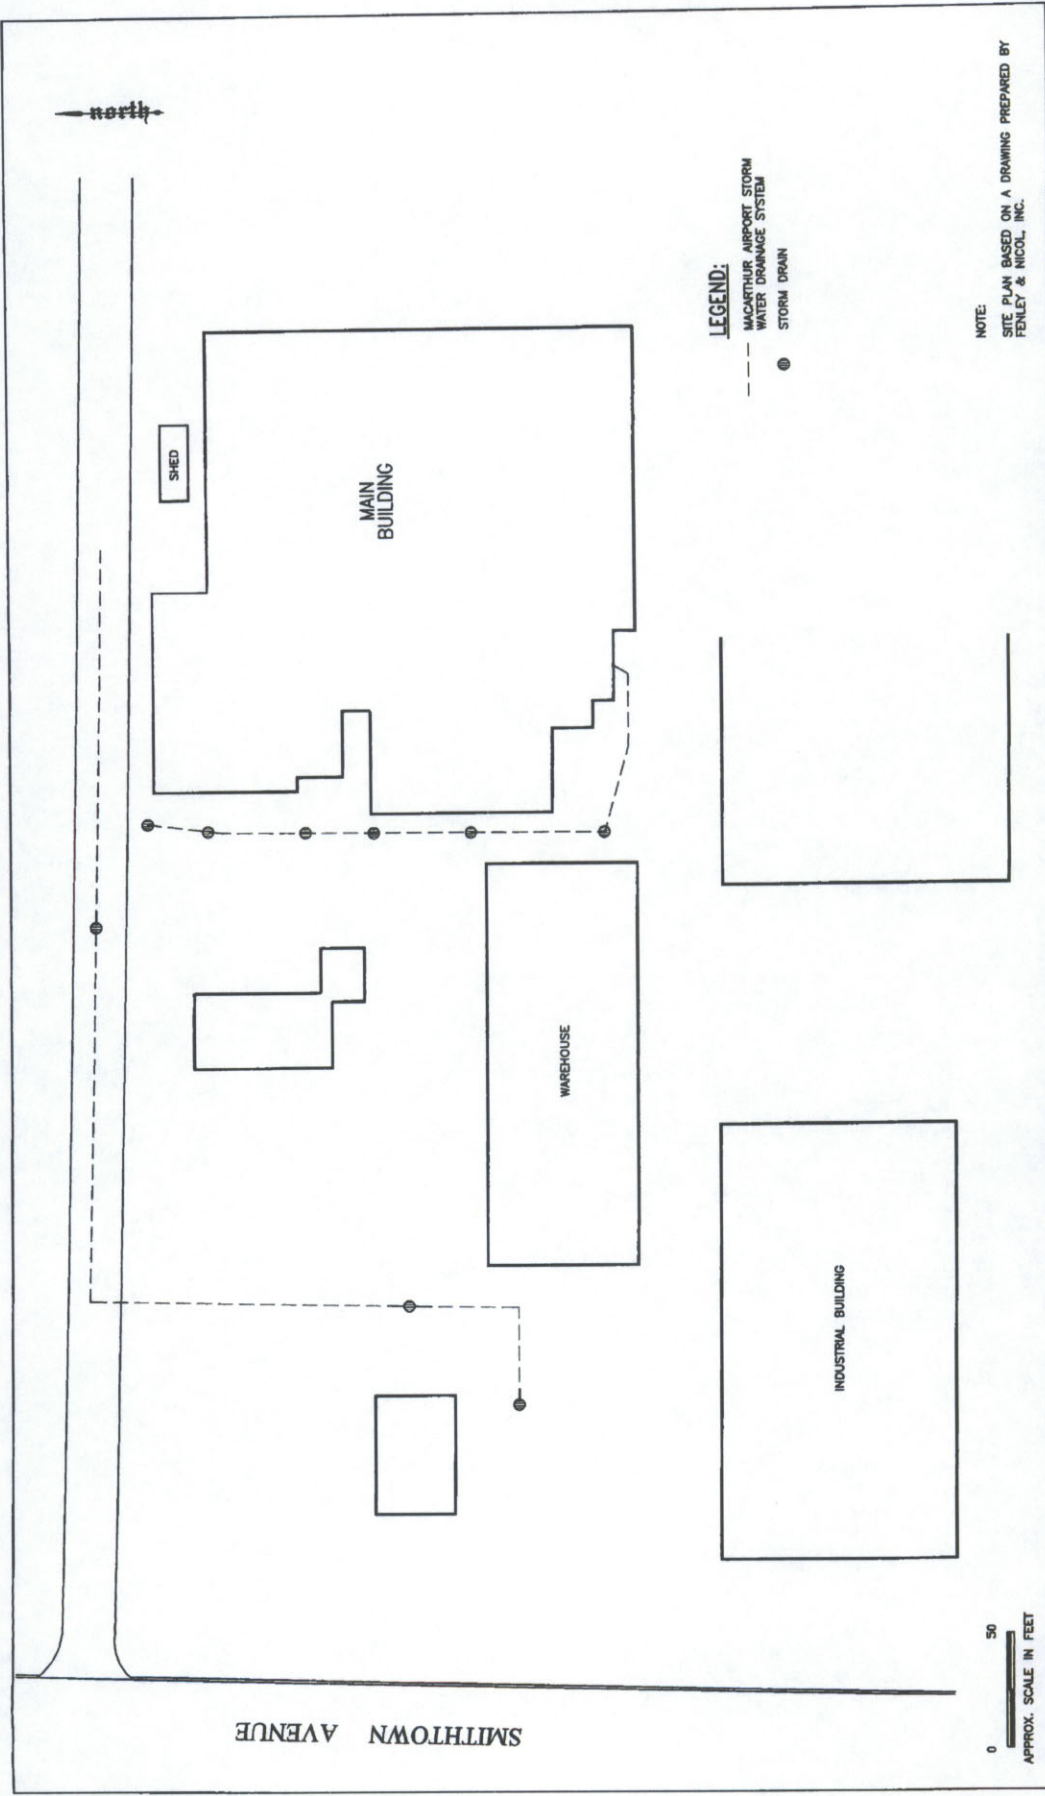 north
SHED
MAIN
BUILDING
LEGEND:
MACARTHUR AIRPORT STORM
WATER DRAINAGE SYSTEM
STORM DRAIN
NOTE:
SITE PLAN BASED ON A DRAWING PREPARED BY
FENLEY & NICOL, INC.
WAREHOUSE
INDUSTRIAL BUILDING
SMITHTOWN AVENUE
0 50
APPROX. SCALE IN FEET